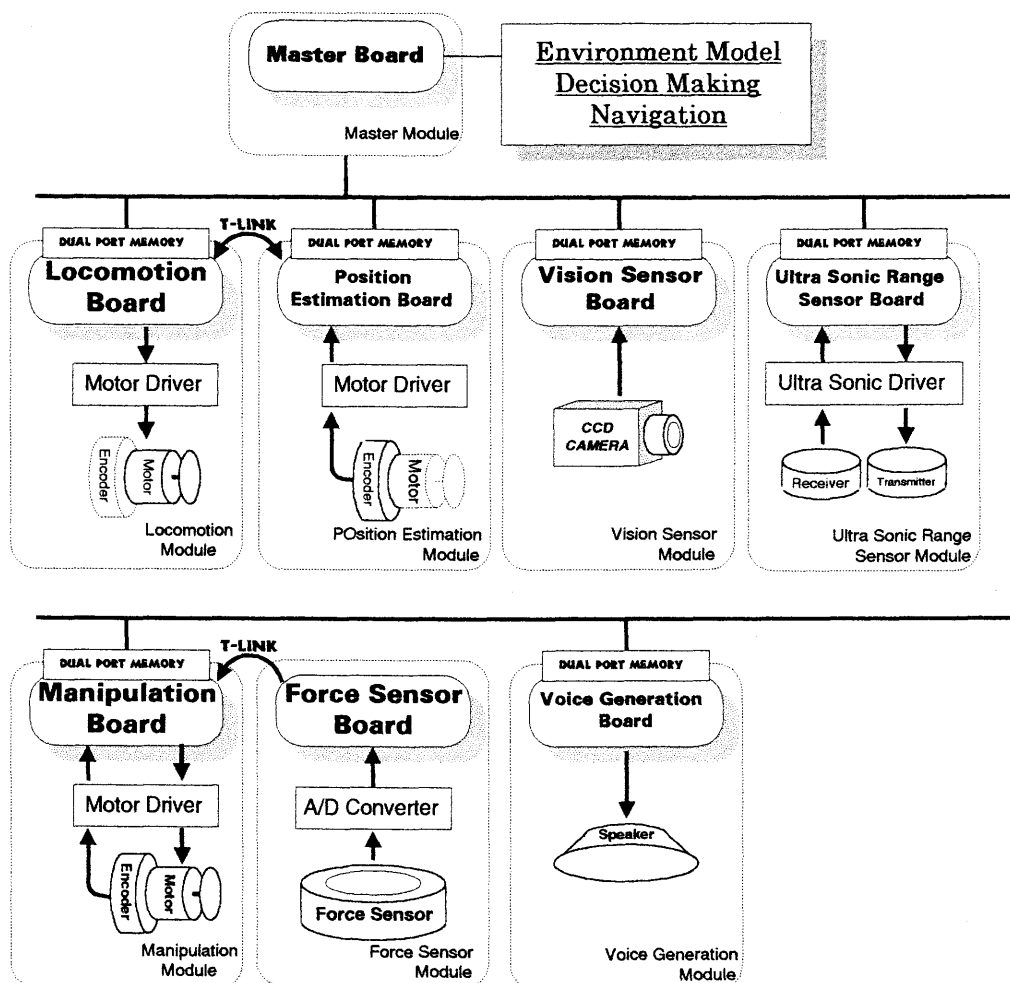 Master Board
Environment Model
Decision Making
Navigation
Master Module
T-LINK
DUAL PORT MEMORY
DUAL PORT MEMORY
DUAL PORT MEMORY
DUAL PORT MEMORY
Locomotion
Board
Position
Estimation Board
Vision Sensor
Board
Ultra Sonic Range
Sensor Board
Motor Driver
Motor Driver
Ultra Sonic Driver
CCD
CAMERA
Encoder
Motor
Encoder
Motor
Receiver
Transmitter
Locomotion
Module
POsition Estimation
Module
Vision Sensor
Module
Ultra Sonic Range
Sensor Module
T-LINK
DUAL PORT MEMORY
DUAL PORT MEMORY
Manipulation
Board
Force Sensor
Board
Voice Generation
Board
Motor Driver
A/D Converter
Speaker
Encoder
Motor
Force Sensor
Manipulation
Module
Force Sensor
Module
Voice Generation
Module